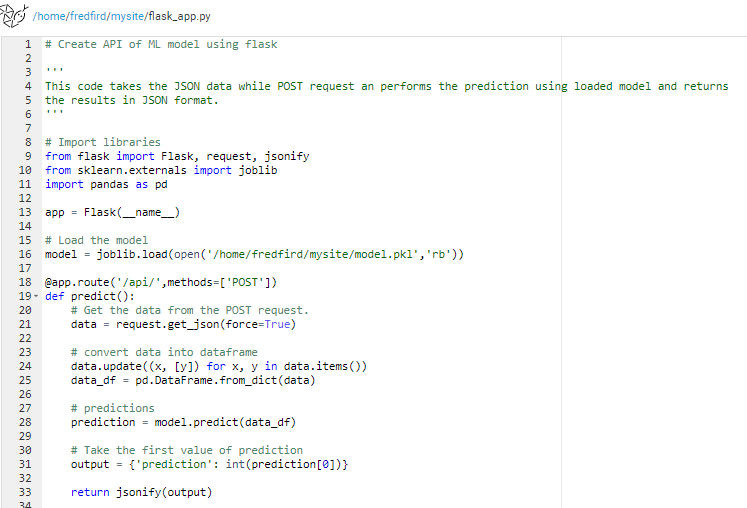 /home/fredfird/mysite/flask_app.py
1 # Create API of ML model using flask
2
3 '''
4 This code takes the JSON data while POST request an performs the prediction using loaded model and returns
5 the results in JSON format.
6 '''
7
8 # Import libraries
9 from flask import Flask, request, jsonify
10 from sklearn.externals import joblib
11 import pandas as pd
12
13 app = Flask(__name__)
14
15 # Load the model
16 model = joblib.load(open('/home/fredfird/mysite/model.pkl','rb'))
17
18 @app.route('/api/',methods=['POST'])
19 def predict():
20     # Get the data from the POST request.
21     data = request.get_json(force=True)
22
23     # convert data into dataframe
24     data.update((x, [y]) for x, y in data.items())
25     data_df = pd.DataFrame.from_dict(data)
26
27     # predictions
28     prediction = model.predict(data_df)
29
30     # Take the first value of prediction
31     output = {'prediction': int(prediction[0])}
32
33     return jsonify(output)
34